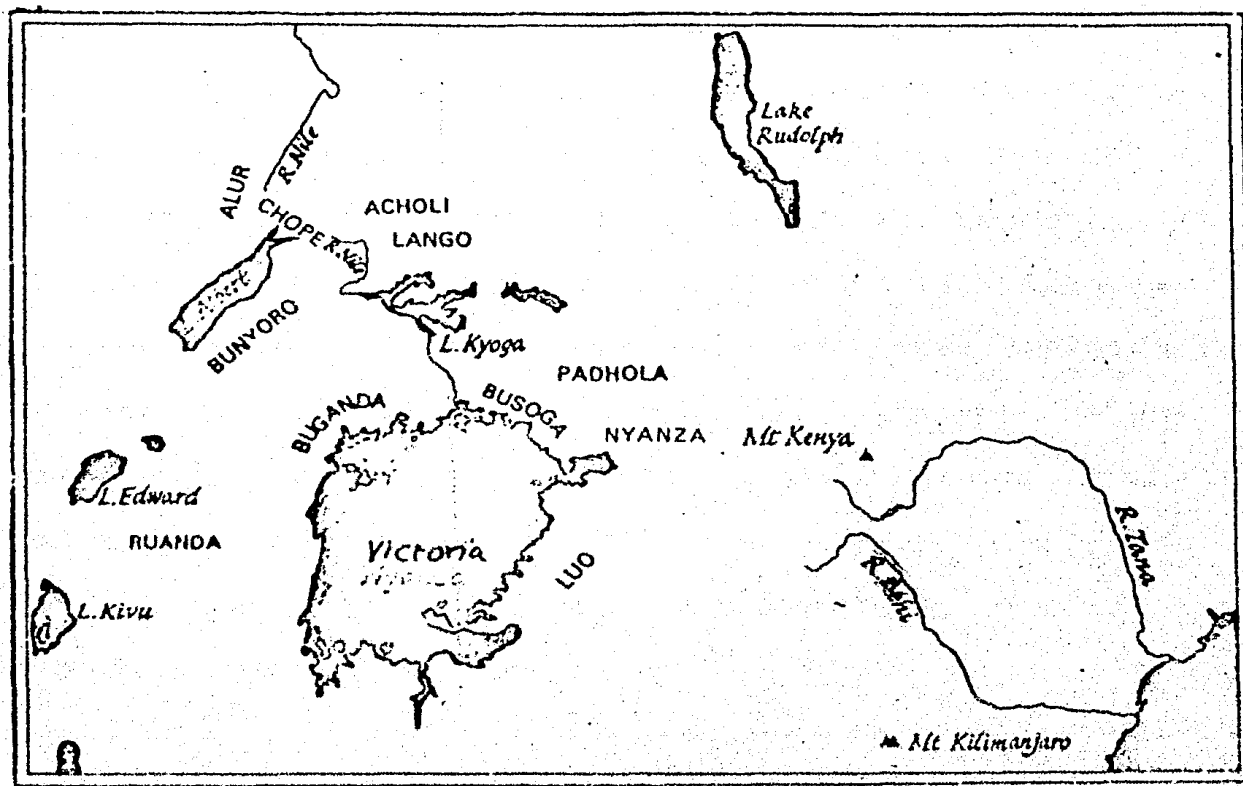 Lake
Rudolph
R.Nile
ALUR
CHOPE
ACHOLI
LANGO
L. Albert
BUNYORO
L.Kyoga
PADHOLA
BUGANDA
BUSOGA
NYANZA
Mt Kenya
L.Edward
RUANDA
Victoria
LUO
R.Tana
R.Athi
L.Kivu
Mt Kilimanjaro